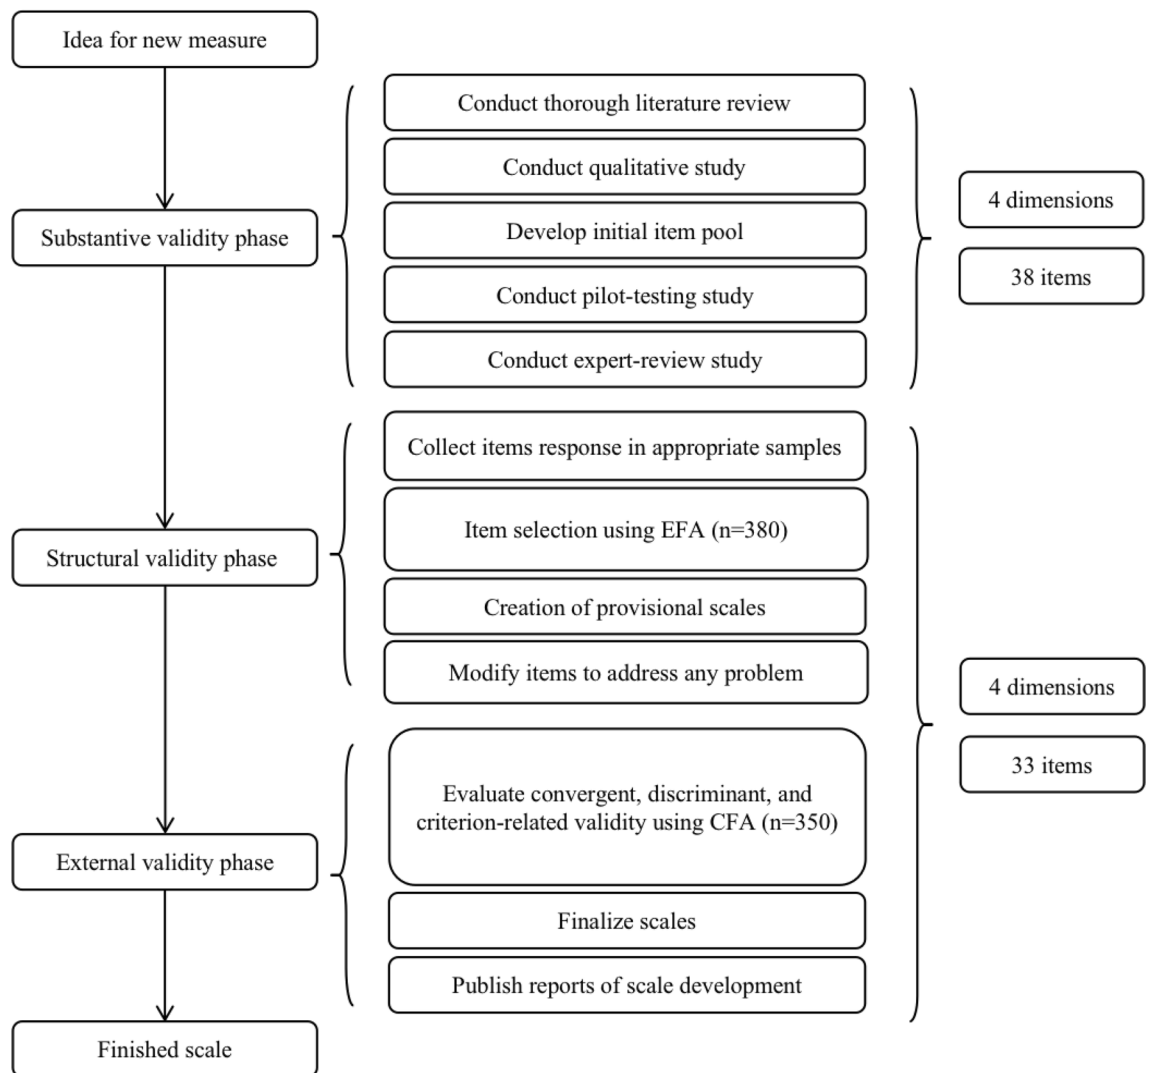 Idea for new measure
Conduct thorough literature review
Conduct qualitative study
Substantive validity phase
Develop initial item pool
Conduct pilot-testing study
Conduct expert-review study
4 dimensions
38 items
Collect items response in appropriate samples
Item selection using EFA (n=380)
Structural validity phase
Creation of provisional scales
Modify items to address any problem
4 dimensions
33 items
Evaluate convergent, discriminant, and
criterion-related validity using CFA (n=350)
External validity phase
Finalize scales
Publish reports of scale development
Finished scale